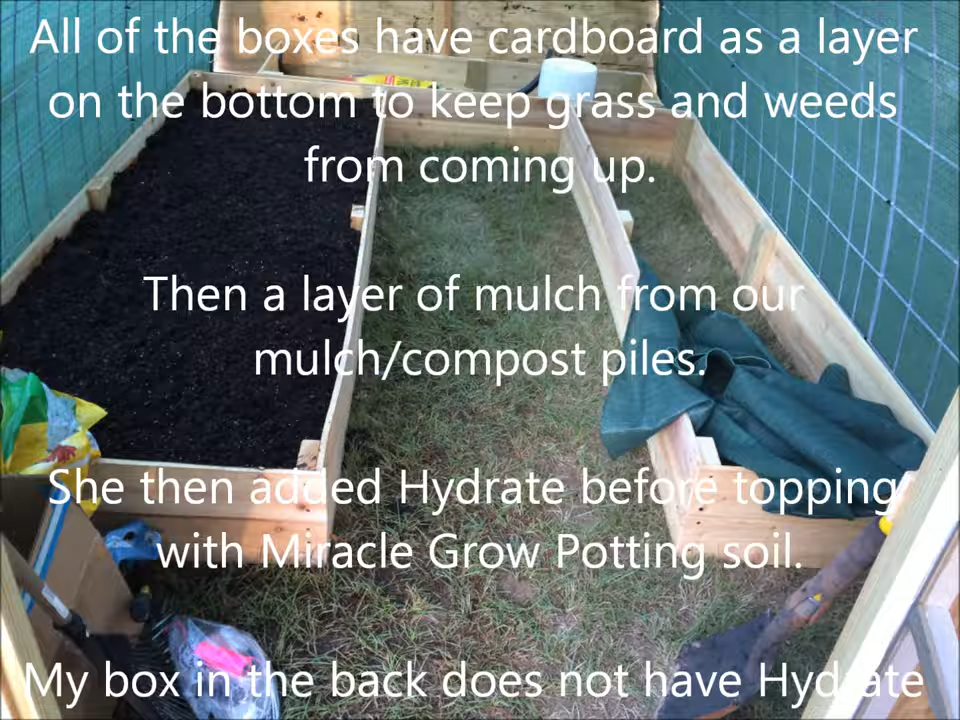 All of the boxes have cardboard as a layer
on the bottom to keep grass and weeds
from coming up.
Then a layer of mulch from our
mulch/compost piles.
She then added Hydrate before topping
with Miracle Grow Potting soil.
My box in the back does not have Hydrate